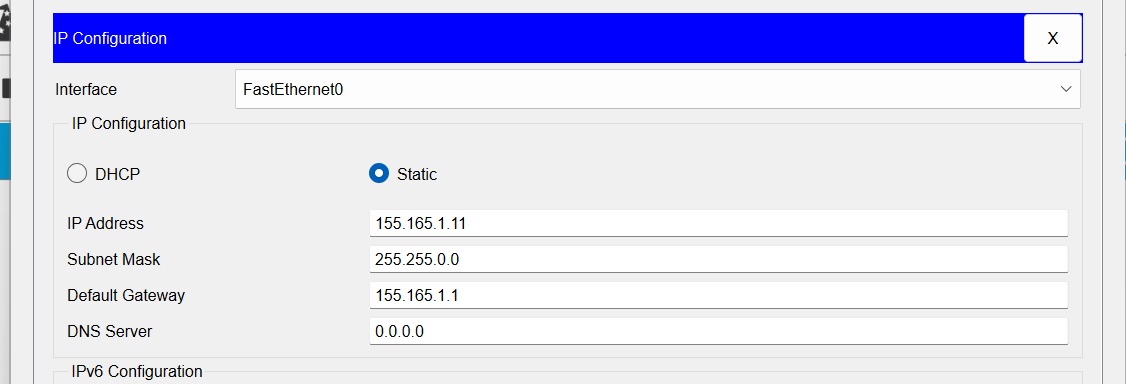 IP Configuration X
Interface FastEthernet0
IP Configuration
DHCP Static
IP Address 155.165.1.11
Subnet Mask 255.255.0.0
Default Gateway 155.165.1.1
DNS Server 0.0.0.0
IPv6 Configuration